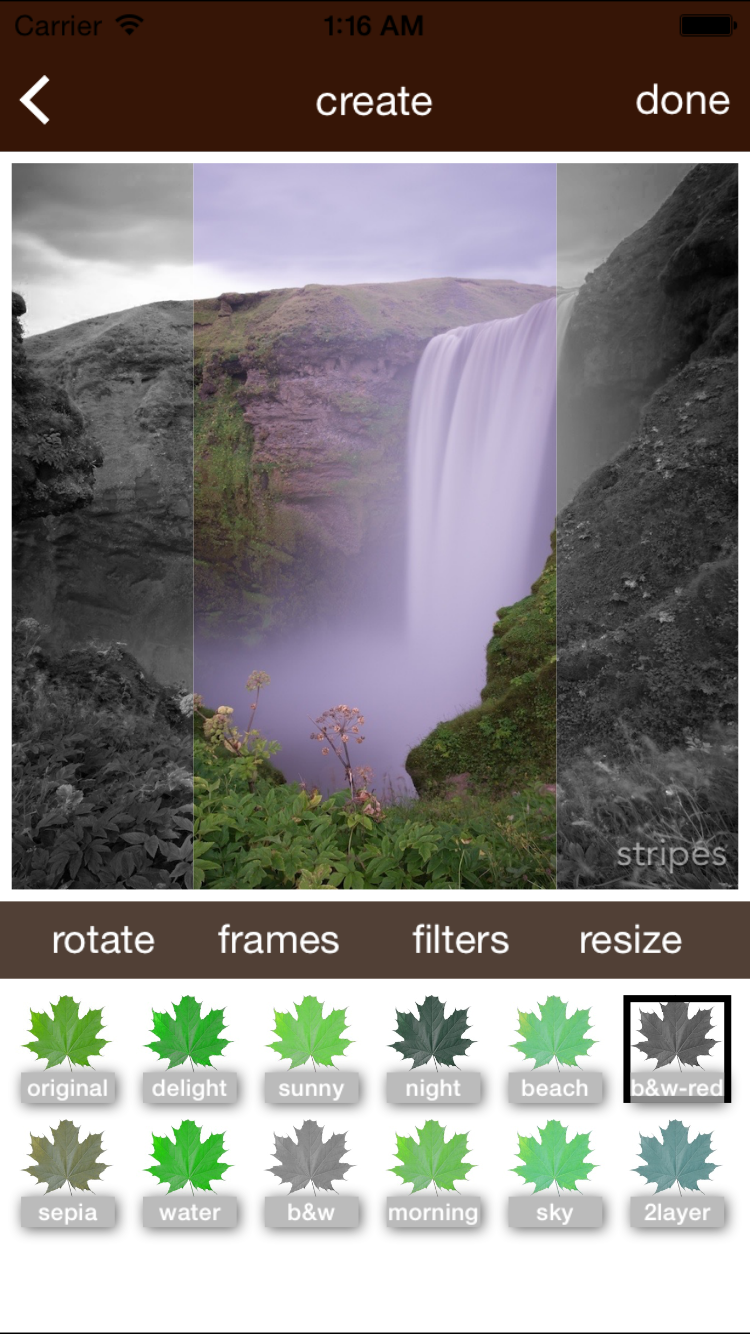 Carrier 1:16 AM
create done
stripes
rotate frames filters resize
original delight sunny night beach b&w-red
sepia water b&w morning sky 2layer